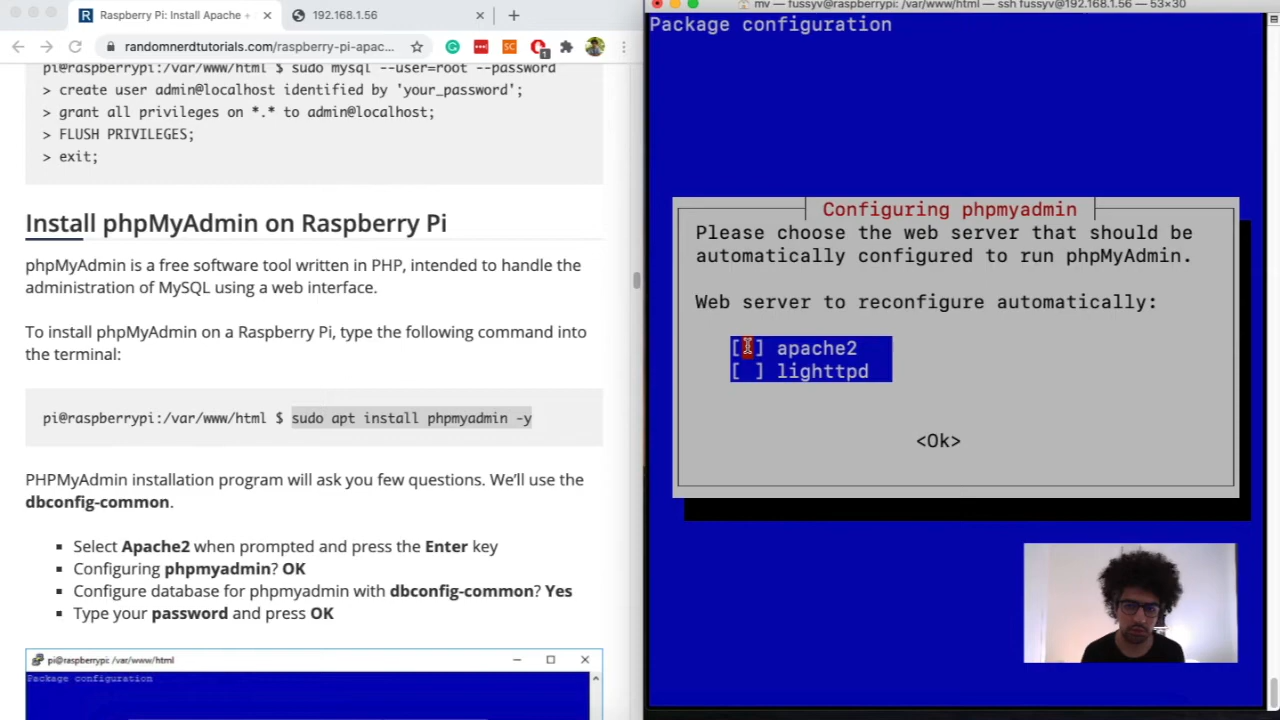 Raspberry Pi: Install Apache +
192.168.1.56
randomnerdtutorials.com/raspberry-pi-apac...
pi@raspberrypi:/var/www/html $ sudo mysql --user=root --password
> create user admin@localhost identified by 'your_password';
> grant all privileges on *.* to admin@localhost;
> FLUSH PRIVILEGES;
> exit;
Install phpMyAdmin on Raspberry Pi
phpMyAdmin is a free software tool written in PHP, intended to handle the
administration of MySQL using a web interface.
To install phpMyAdmin on a Raspberry Pi, type the following command into
the terminal:
pi@raspberrypi:/var/www/html $ sudo apt install phpmyadmin -y
PHPMyAdmin installation program will ask you few questions. We'll use the
dbconfig-common.
▪ Select Apache2 when prompted and press the Enter key
▪ Configuring phpmyadmin? OK
▪ Configure database for phpmyadmin with dbconfig-common? Yes
▪ Type your password and press OK
pi@raspberrypi: /var/www/html
Package configuration
mv — fussyv@raspberrypi: /var/www/html — ssh fussyv@192.168.1.56 — 53×30
Package configuration
Configuring phpmyadmin
Please choose the web server that should be
automatically configured to run phpMyAdmin.
Web server to reconfigure automatically:
[ ] apache2
[ ] lighttpd
<Ok>